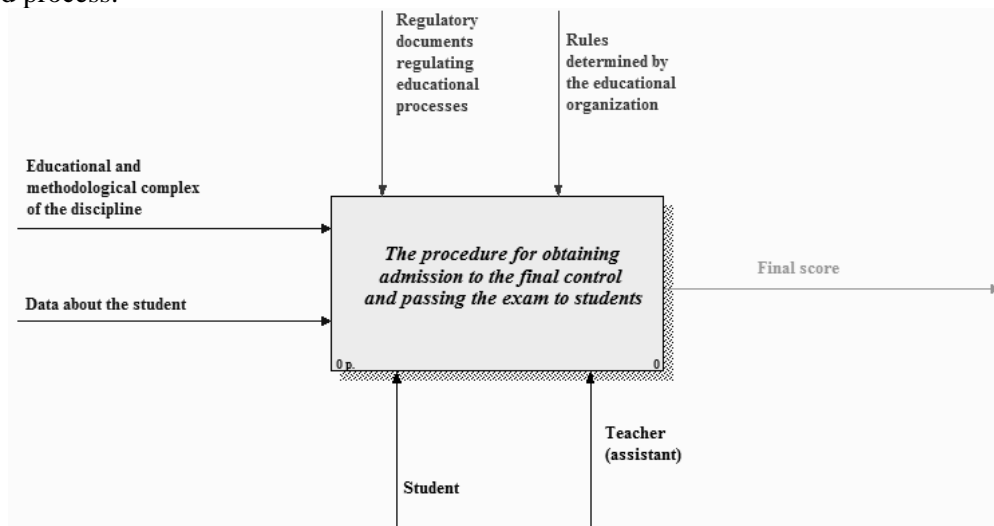 d process.
Regulatory
documents
regulating
educational
processes
Rules
determined by
the educational
organization
Educational and
methodological complex
of the discipline
The procedure for obtaining
admission to the final control
and passing the exam to students
Final score
Data about the student
0 p.
0
Teacher
(assistant)
Student